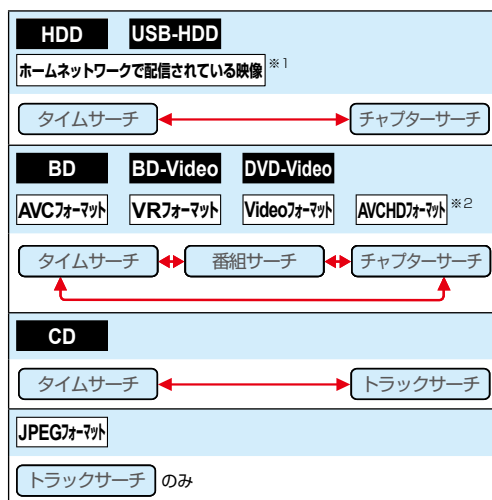 HDD USB-HDD
ホームネットワークで配信されている映像※1
タイムサーチ チャプターサーチ
BD BD-Video DVD-Video
AVCフォーマット VRフォーマット Videoフォーマット AVCHDフォーマット※2
タイムサーチ 番組サーチ チャプターサーチ
CD
タイムサーチ トラックサーチ
JPEGフォーマット
トラックサーチ のみ